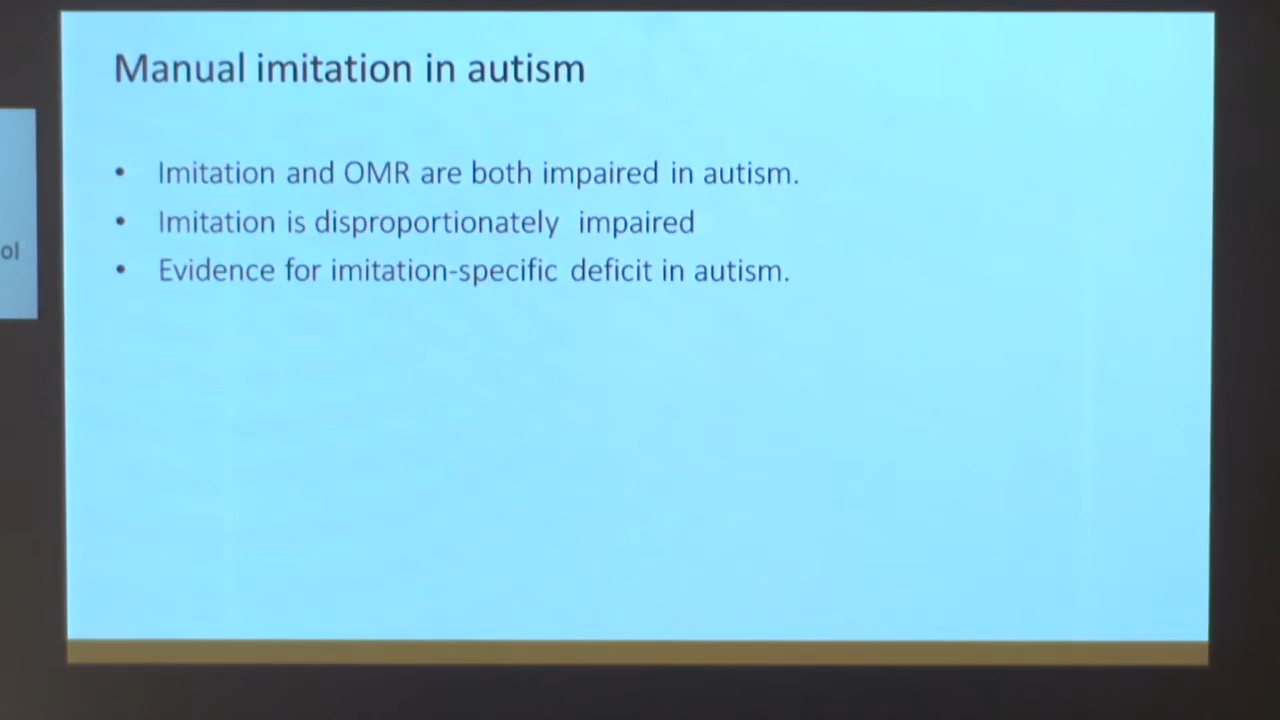 Manual imitation in autism
• Imitation and OMR are both impaired in autism.
• Imitation is disproportionately impaired
• Evidence for imitation-specific deficit in autism.
ol